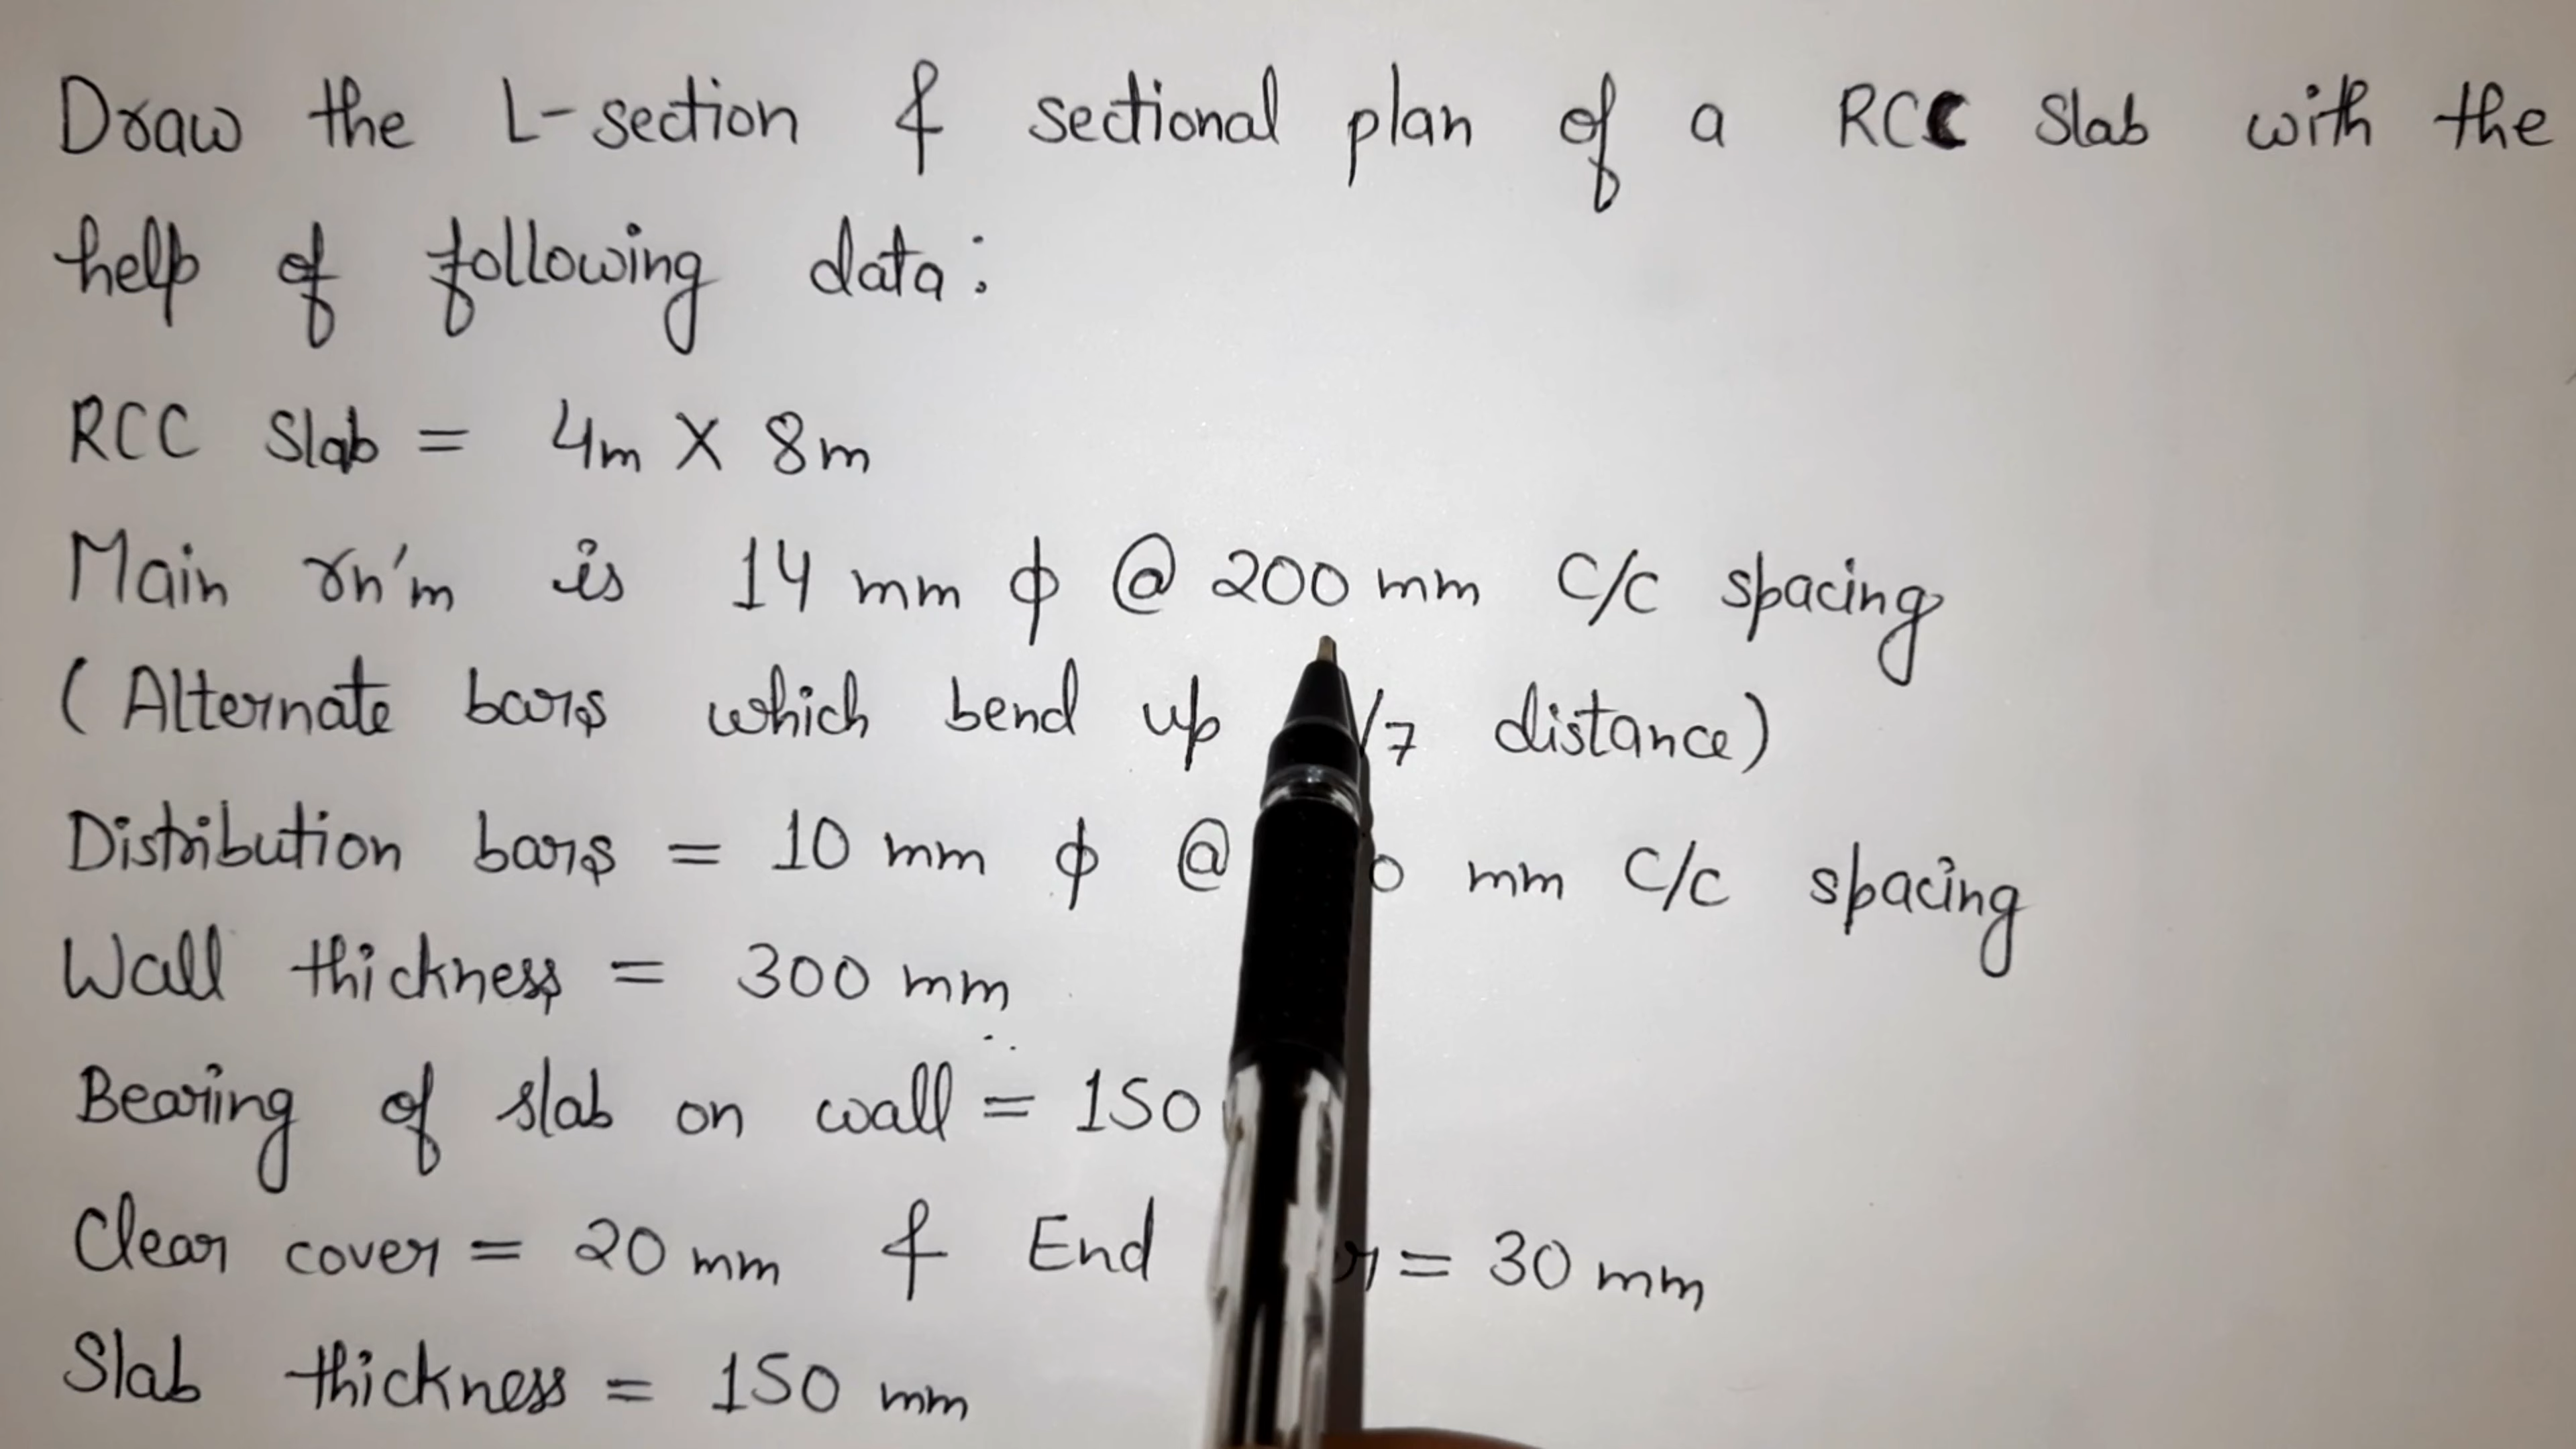 Draw the L-section & sectional plan of a RCC Slab with the
help of following data:
RCC Slab = 4m X 8m
Main rn'm is 14 mm ϕ @ 200 mm C/C spacing
(Alternate bars which bend up /7 distance)
Distribution bars = 10 mm ϕ @ 0 mm C/C spacing
Wall thickness = 300 mm
Bearing of slab on wall = 150
Clear cover = 20 mm & End = 30 mm
Slab thickness = 150 mm